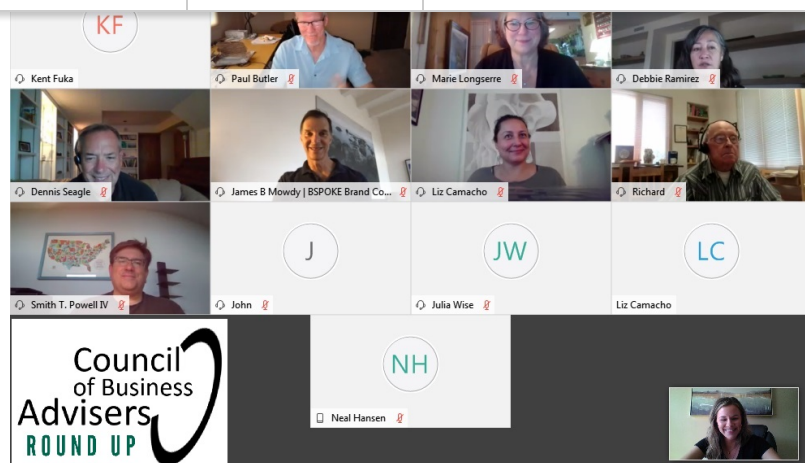 KF
Kent Fuka
Paul Butler
Marie Longserre
Debbie Ramirez
Dennis Seagle
James B Mowdy | BSPOKE Brand Co...
Liz Camacho
Richard
Smith T. Powell IV
J
John
JW
Julia Wise
LC
Liz Camacho
Council
of Business
Advisers
ROUND UP
NH
Neal Hansen